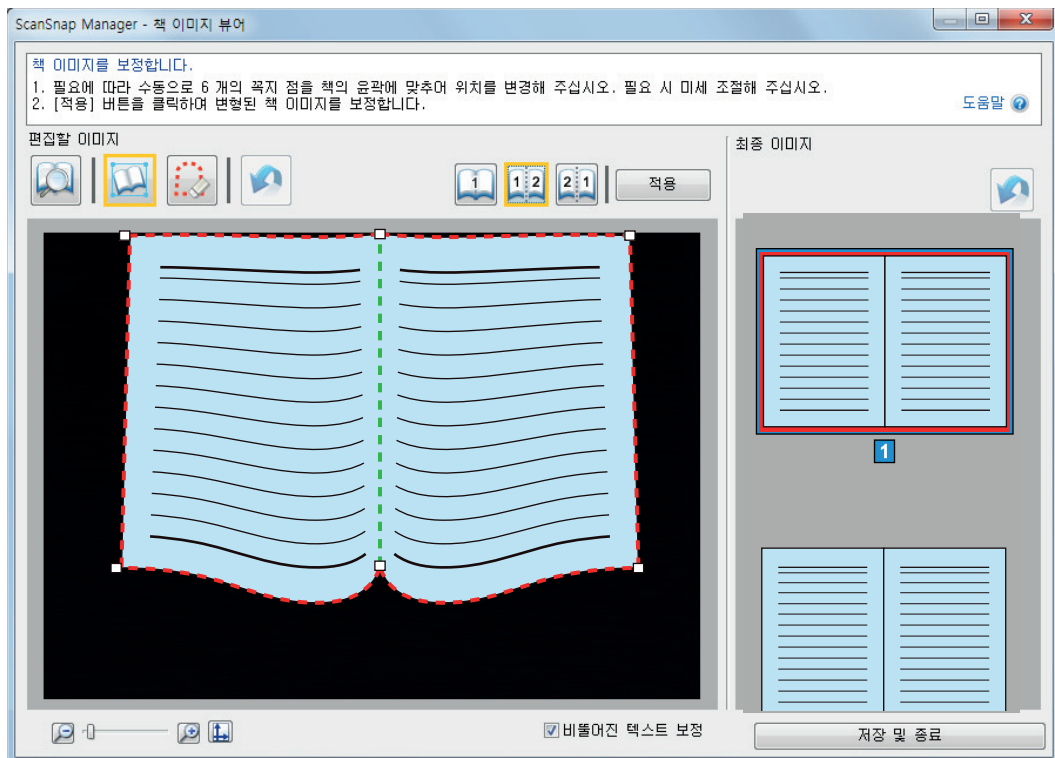 ScanSnap Manager - 책 이미지 뷰어
책 이미지를 보정합니다.
1. 필요에 따라 수동으로 6 개의 꼭지 점을 책의 윤곽에 맞추어 위치를 변경해 주십시오. 필요 시 미세 조절해 주십시오.
2. [적용] 버튼을 클릭하여 변형된 책 이미지를 보정합니다.
도움말
편집할 이미지
최종 이미지
1
1 2
2 1
적용
1
비뚤어진 텍스트 보정
저장 및 종료